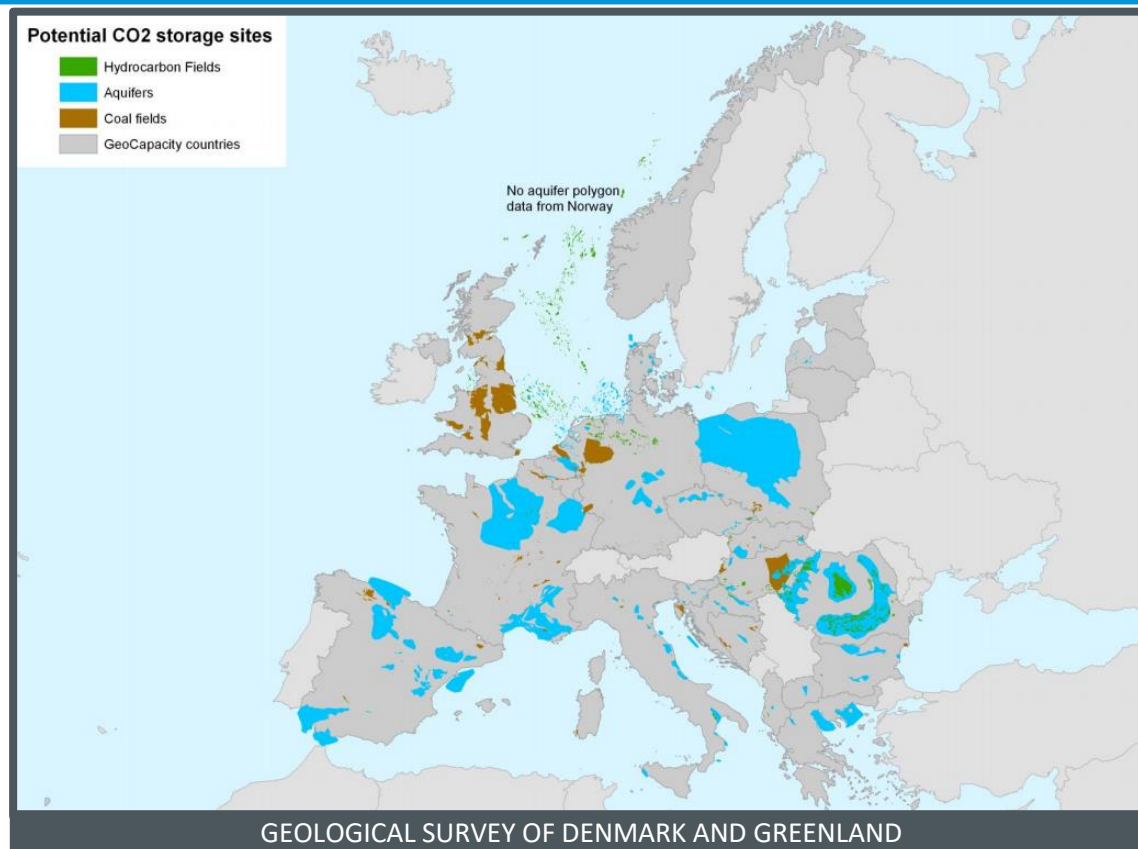 Potential CO2 storage sites
Hydrocarbon Fields
Aquifers
Coal fields
GeoCapacity countries
No aquifer polygon
data from Norway
GEOLOGICAL SURVEY OF DENMARK AND GREENLAND